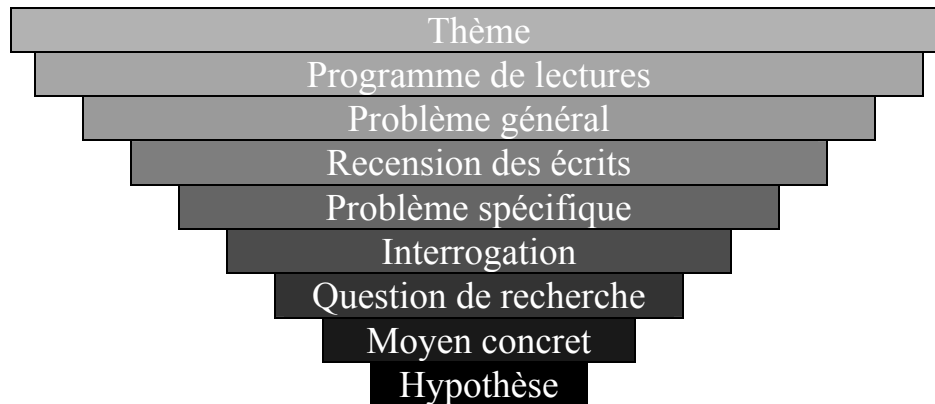 Thème
Programme de lectures
Problème général
Recension des écrits
Problème spécifique
Interrogation
Question de recherche
Moyen concret
Hypothèse